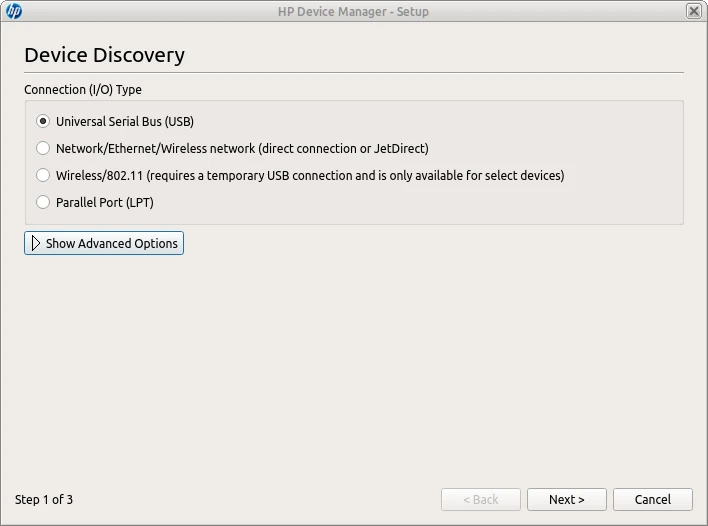 hp
HP Device Manager - Setup
Device Discovery
Connection (I/O) Type
Universal Serial Bus (USB)
Network/Ethernet/Wireless network (direct connection or JetDirect)
Wireless/802.11 (requires a temporary USB connection and is only available for select devices)
Parallel Port (LPT)
Show Advanced Options
Step 1 of 3
< Back
Next >
Cancel